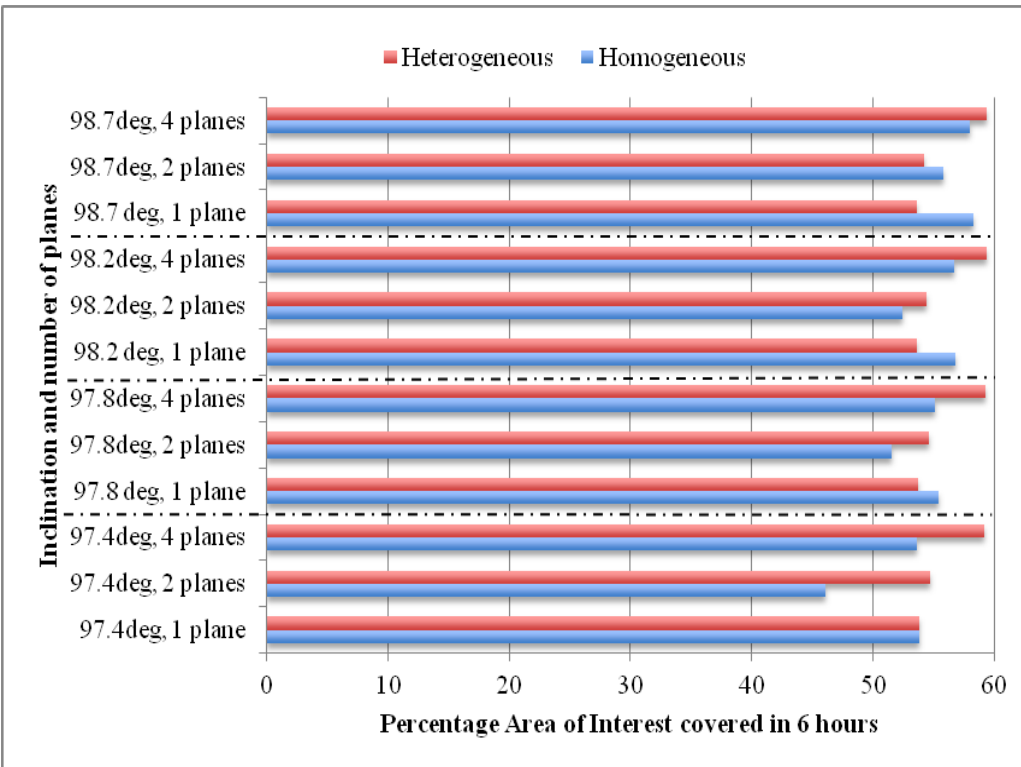 Heterogeneous Homogeneous
Inclination and number of planes
98.7deg, 4 planes
98.7deg, 2 planes
98.7 deg, 1 plane
98.2deg, 4 planes
98.2deg, 2 planes
98.2 deg, 1 plane
97.8deg, 4 planes
97.8deg, 2 planes
97.8 deg, 1 plane
97.4deg, 4 planes
97.4deg, 2 planes
97.4deg, 1 plane
0 10 20 30 40 50 60
Percentage Area of Interest covered in 6 hours